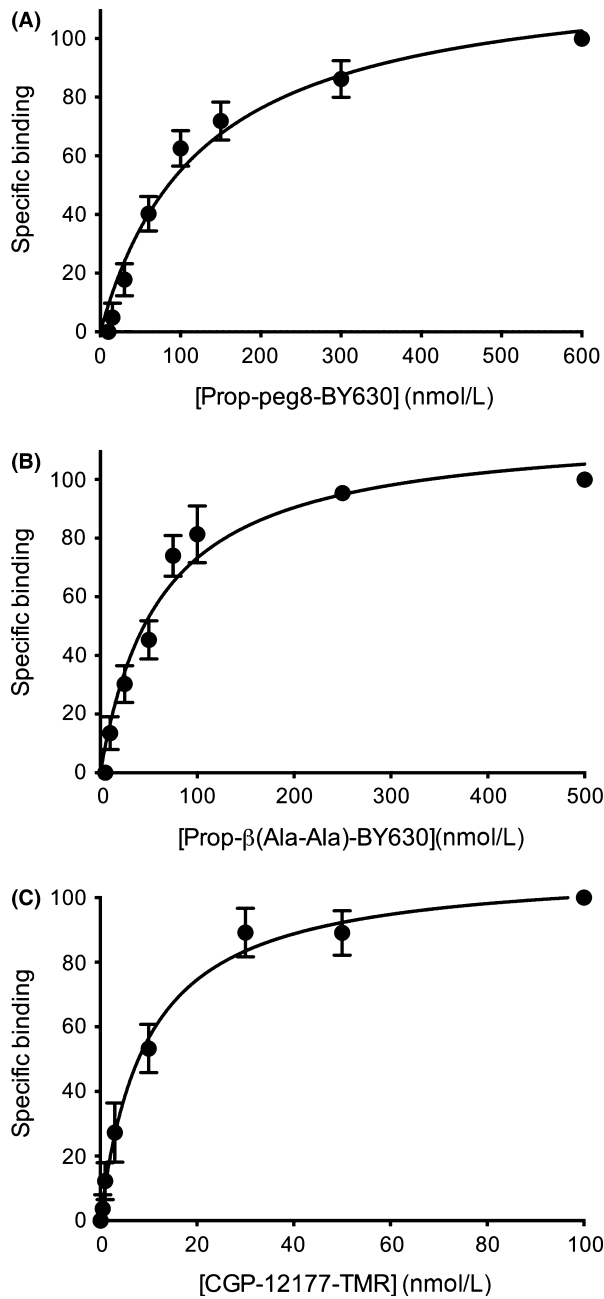 (A)
100
80
60
40
20
0
Specific binding
0 100 200 300 400 500 600
[Prop-peg8-BY630] (nmol/L)
(B)
100
80
60
40
20
0
Specific binding
0 100 200 300 400 500
[Prop-β(Ala-Ala)-BY630](nmol/L)
(C)
100
80
60
40
20
0
Specific binding
0 20 40 60 80 100
[CGP-12177-TMR] (nmol/L)